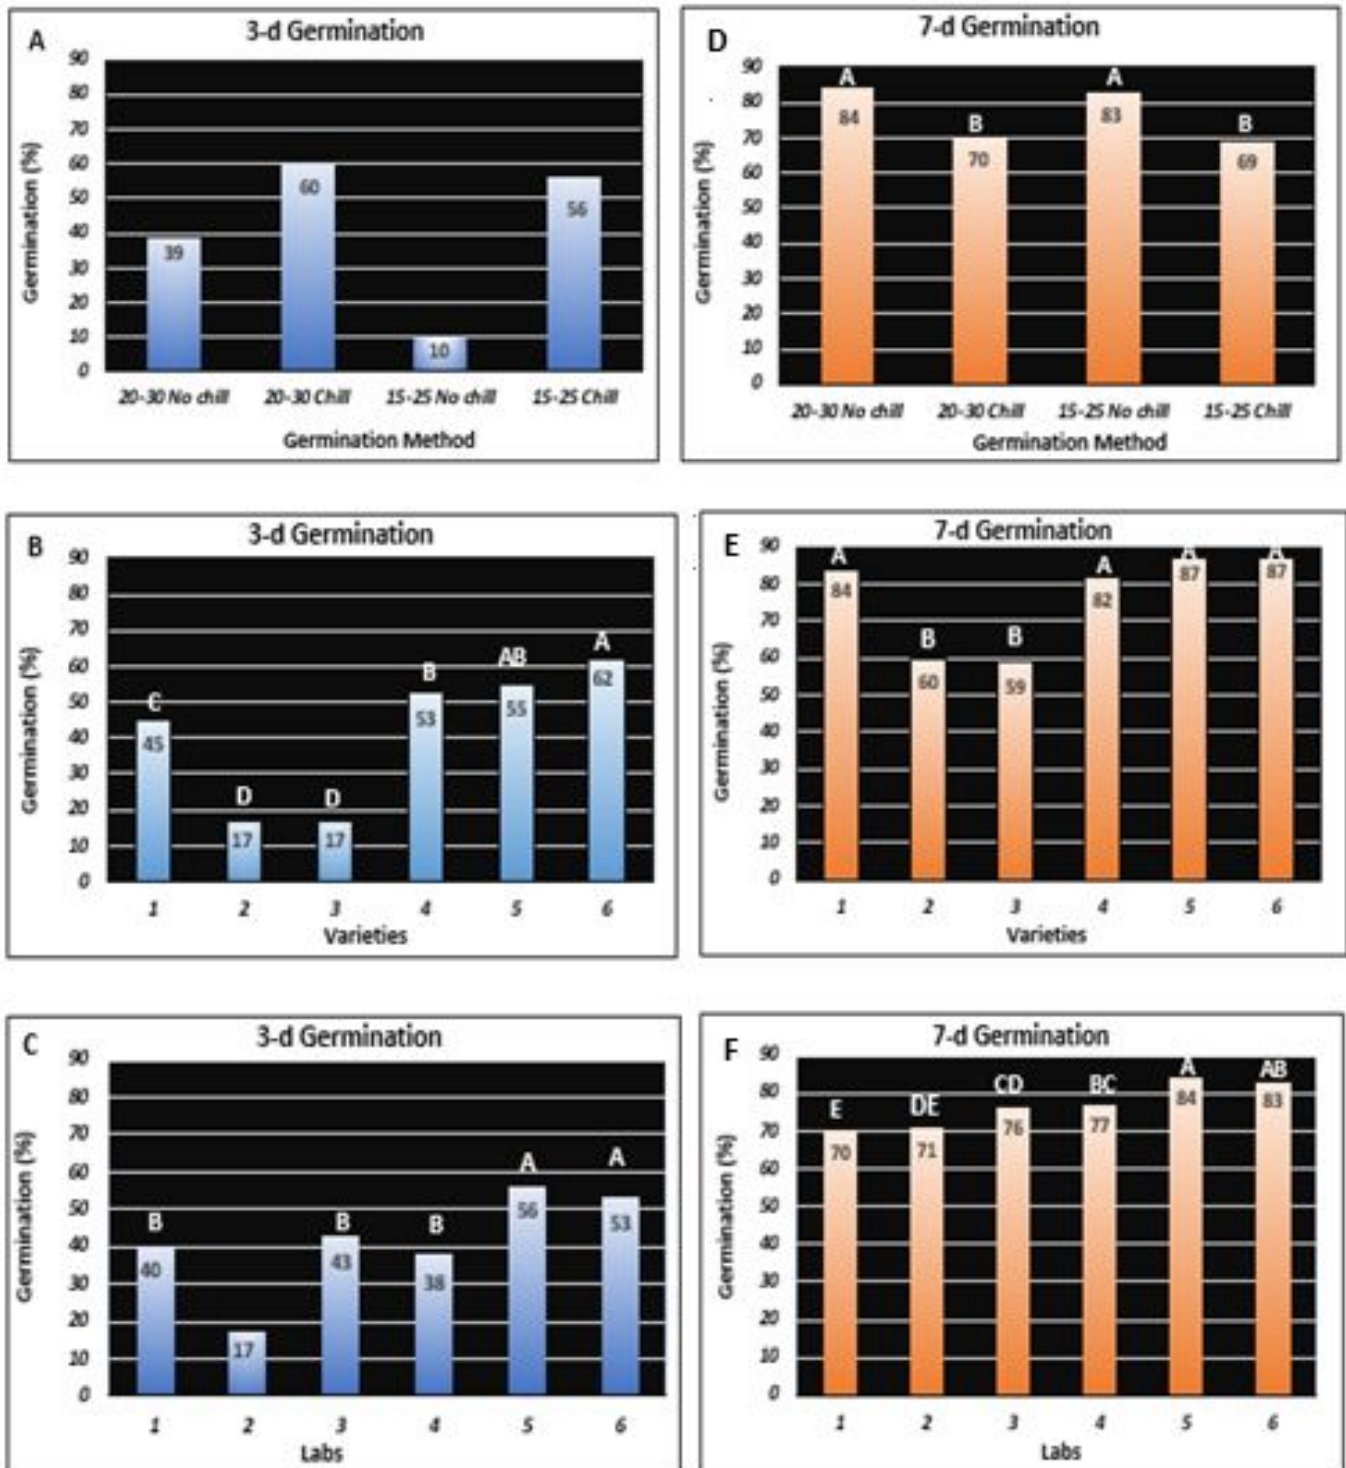 A
3-d Germination
Germination (%)
90
80
70
60
50
40
30
20
10
0
39
60
10
56
20-30 No chill 20-30 Chill 15-25 No chill 15-25 Chill
Germination Method
D
7-d Germination
Germination (%)
90
80
70
60
50
40
30
20
10
0
A B A B
84 70 83 69
20-30 No chill 20-30 Chill 15-25 No chill 15-25 Chill
Germination Method
B
3-d Germination
Germination (%)
90
80
70
60
50
40
30
20
10
0
C D D B AB A
45 17 17 53 55 62
1 2 3 4 5 6
Varieties
E
7-d Germination
Germination (%)
90
80
70
60
50
40
30
20
10
0
A B B A A A
84 60 59 82 87 87
1 2 3 4 5 6
Varieties
C
3-d Germination
Germination (%)
90
80
70
60
50
40
30
20
10
0
B B B A A
40 17 43 38 56 53
1 2 3 4 5 6
Labs
F
7-d Germination
Germination (%)
90
80
70
60
50
40
30
20
10
0
E DE CD BC A AB
70 71 76 77 84 83
1 2 3 4 5 6
Labs